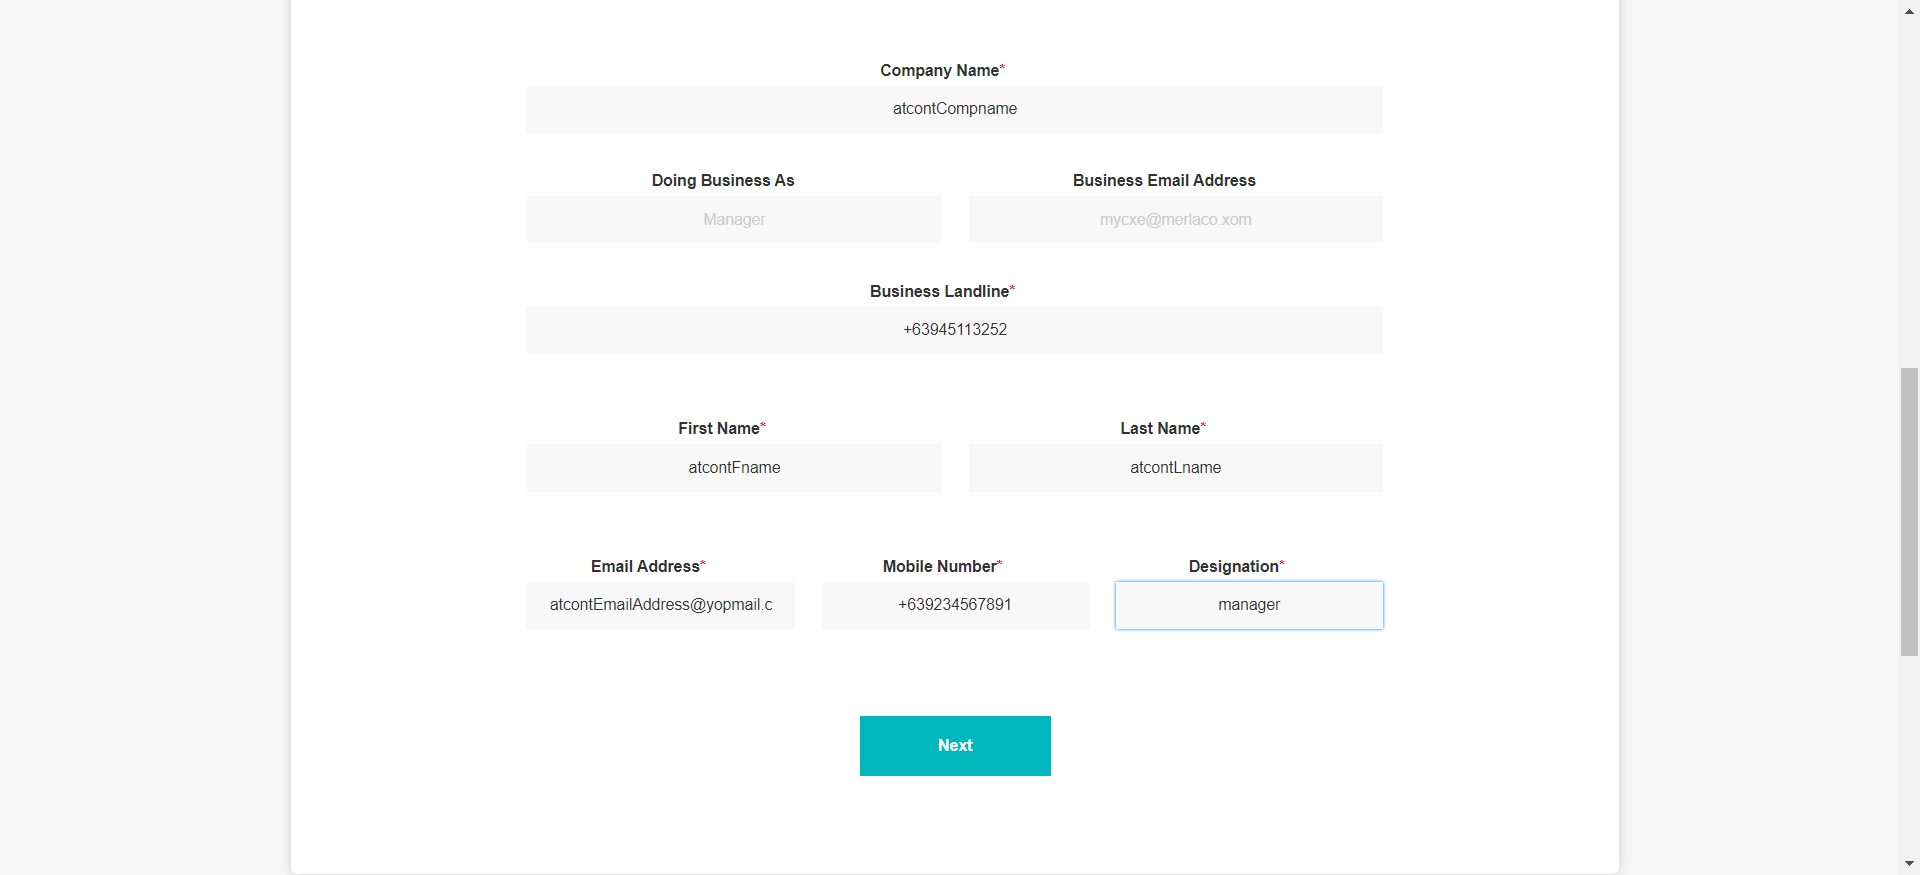 Company Name*
atcontCompname
Doing Business As
Business Email Address
Manager
mycxe@merlaco.xom
Business Landline*
+63945113252
First Name*
Last Name*
atcontFname
atcontLname
Email Address*
Mobile Number*
Designation*
atcontEmailAddress@yopmail.c
+639234567891
manager
Next